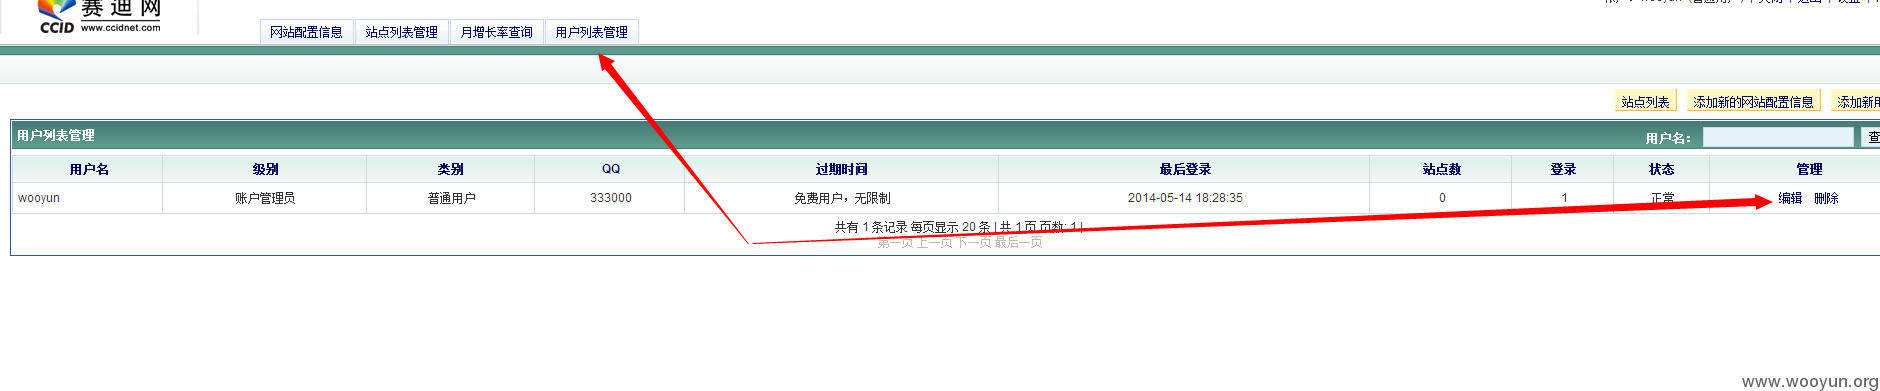 赛迪网
CCID www.ccidnet.com
网站配置信息 站点列表管理 月增长率查询 用户列表管理
站点列表 添加新的网站配置信息 添加新用
用户列表管理 用户名： 查
用户名 级别 类别 QQ 过期时间 最后登录 站点数 登录 状态 管理
wooyun 账户管理员 普通用户 333000 免费用户，无限制 2014-05-14 18:28:35 0 1 正常 编辑 删除
共有 1 条记录 每页显示 20 条 | 共 1 页 页数: 1 |
第一页 上一页 下一页 最后一页
www.wooyun.org